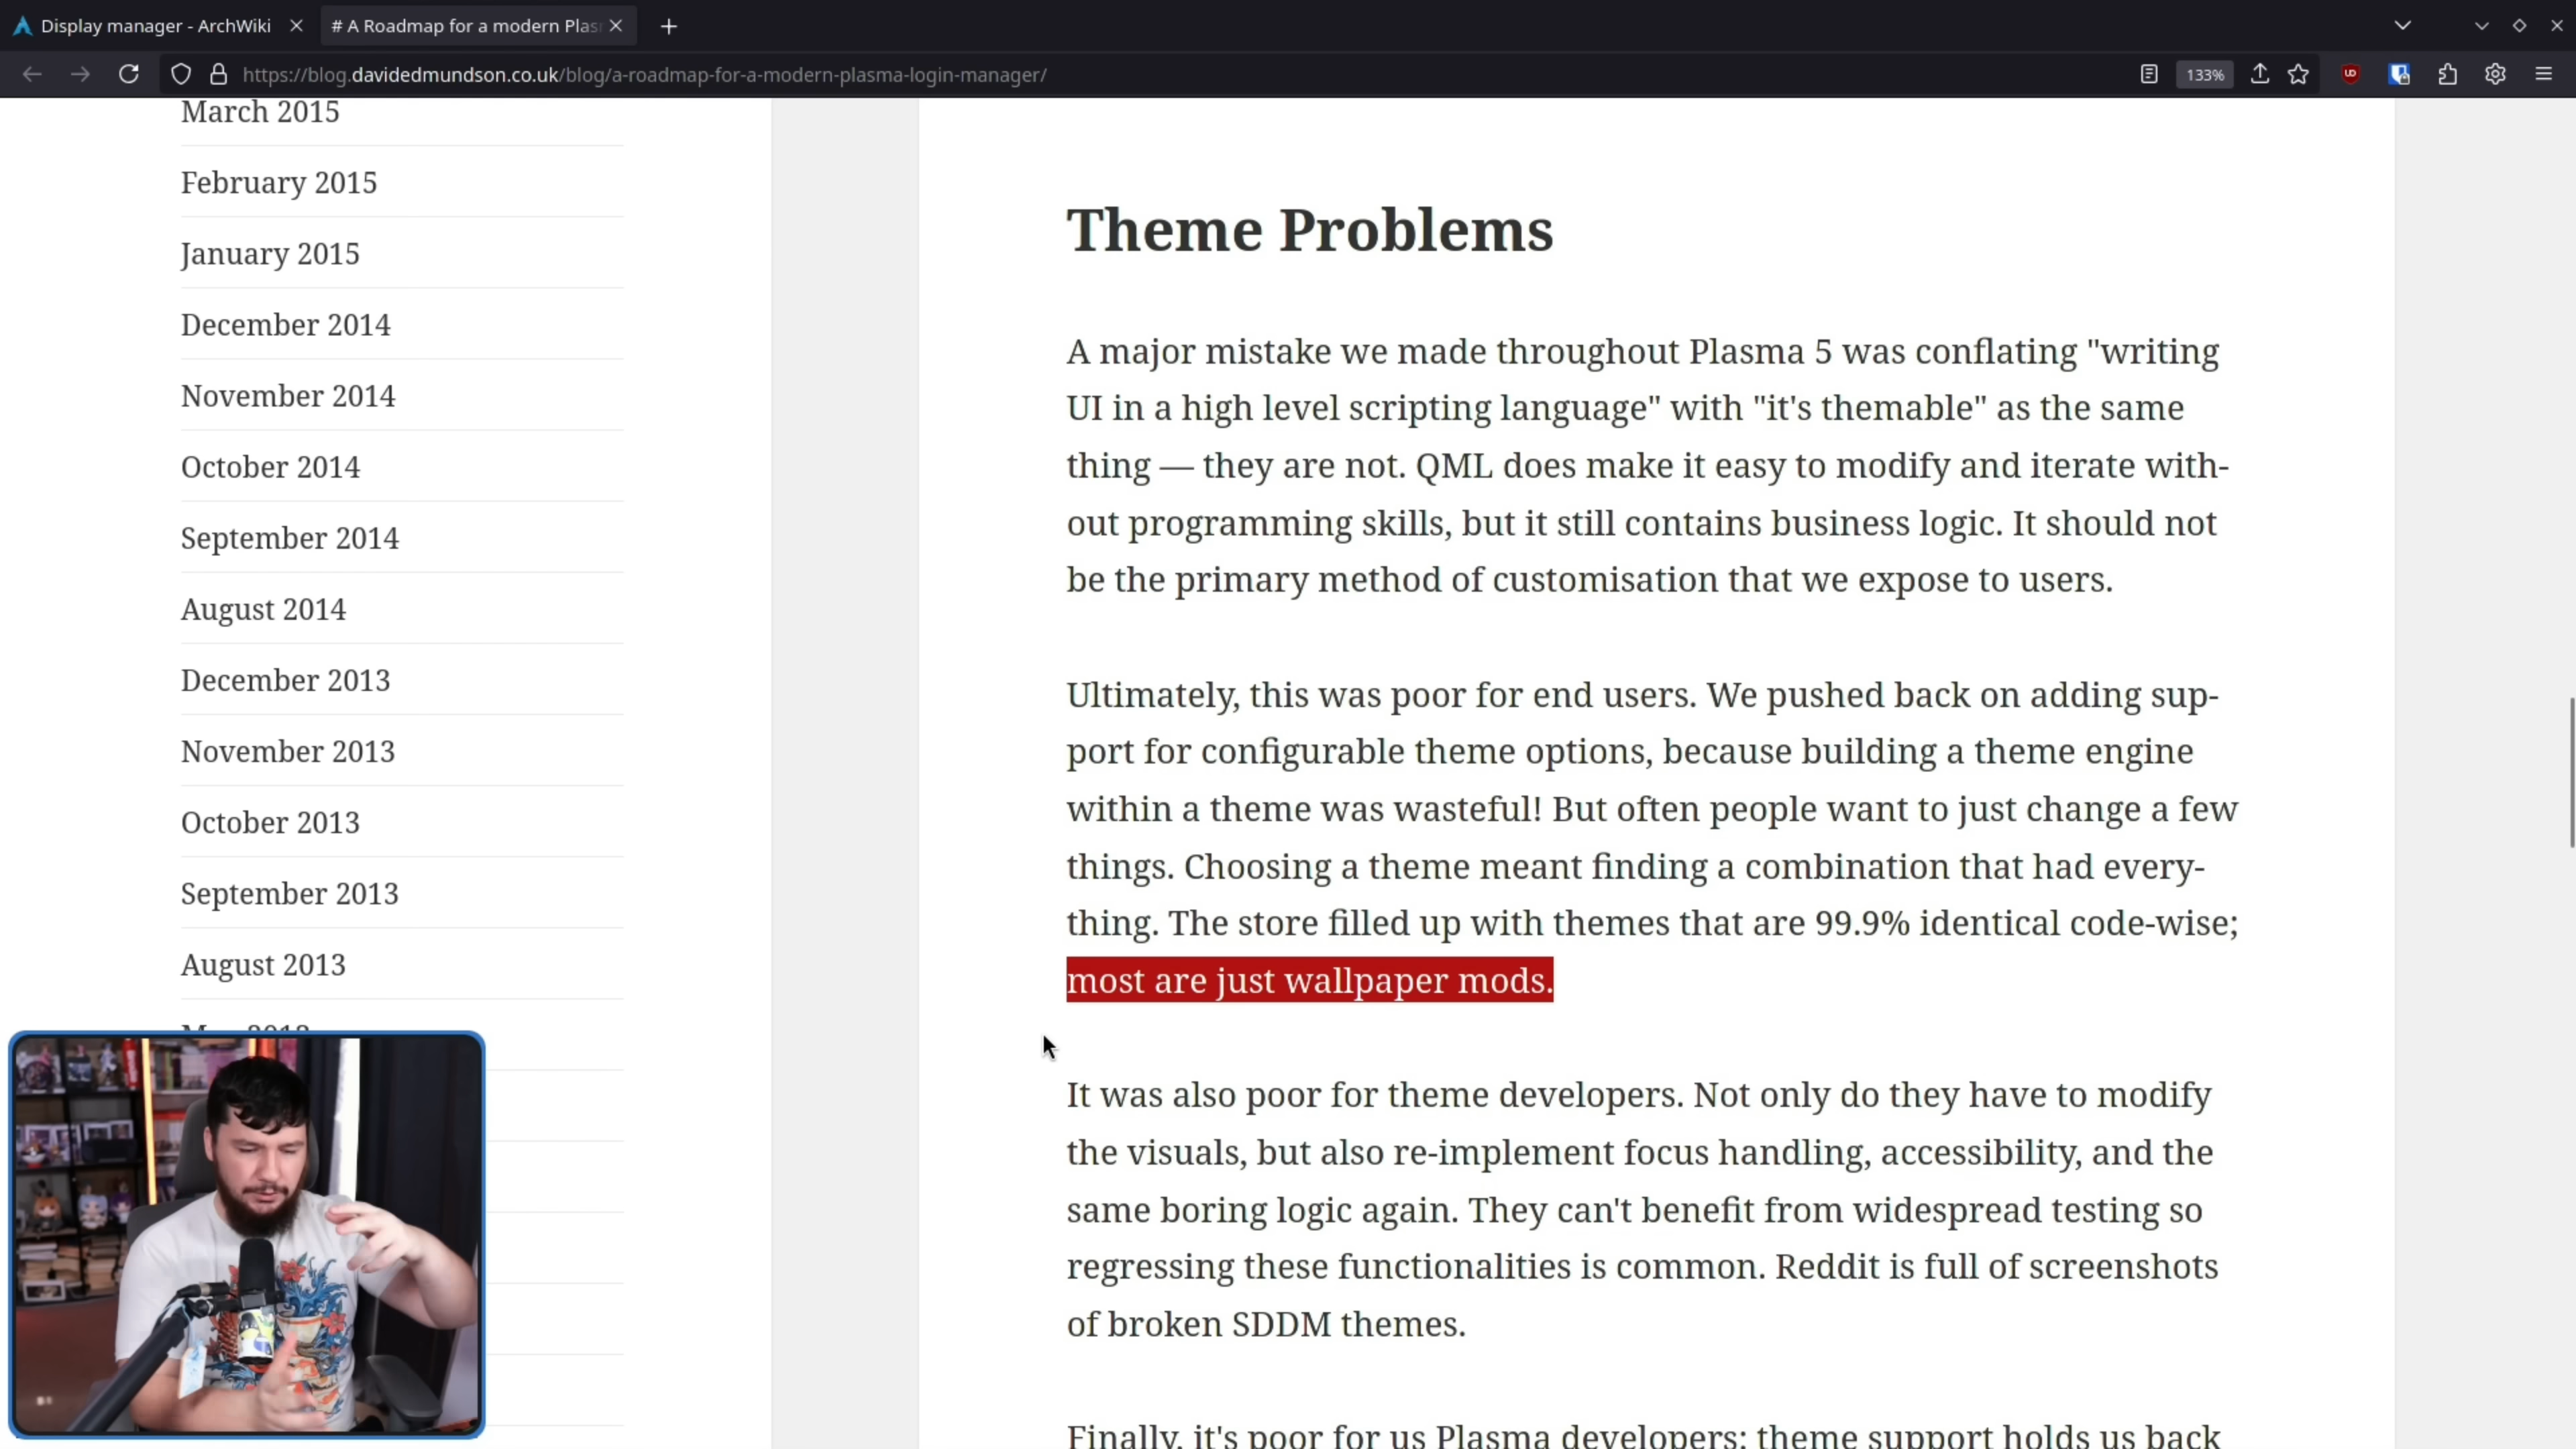 Display manager - ArchWiki
# A Roadmap for a modern Plas
https://blog.davidedmundson.co.uk/blog/a-roadmap-for-a-modern-plasma-login-manager/
133%
March 2015
February 2015
January 2015
December 2014
November 2014
October 2014
September 2014
August 2014
December 2013
November 2013
October 2013
September 2013
August 2013
Theme Problems
A major mistake we made throughout Plasma 5 was conflating "writing
UI in a high level scripting language" with "it's themable" as the same
thing — they are not. QML does make it easy to modify and iterate with-
out programming skills, but it still contains business logic. It should not
be the primary method of customisation that we expose to users.
Ultimately, this was poor for end users. We pushed back on adding sup-
port for configurable theme options, because building a theme engine
within a theme was wasteful! But often people want to just change a few
things. Choosing a theme meant finding a combination that had every-
thing. The store filled up with themes that are 99.9% identical code-wise;
most are just wallpaper mods.
It was also poor for theme developers. Not only do they have to modify
the visuals, but also re-implement focus handling, accessibility, and the
same boring logic again. They can't benefit from widespread testing so
regressing these functionalities is common. Reddit is full of screenshots
of broken SDDM themes.
Finally, it's poor for us Plasma developers: theme support holds us back